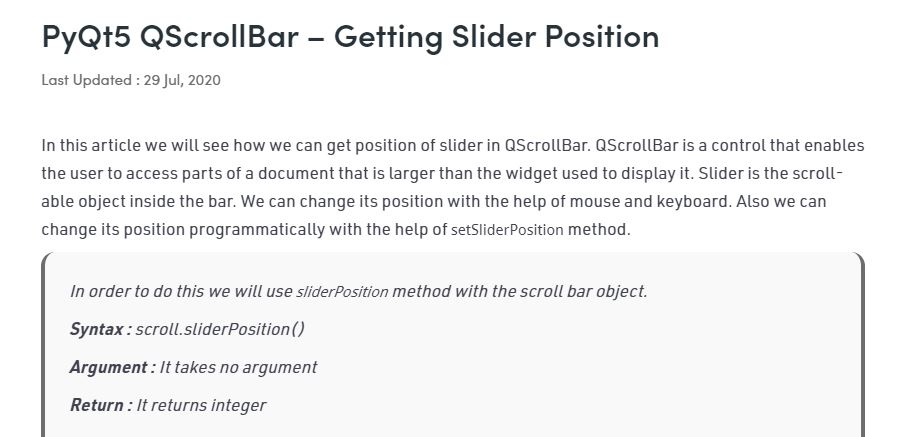 PyQt5 QScrollBar – Getting Slider Position
Last Updated : 29 Jul, 2020
In this article we will see how we can get position of slider in QScrollBar. QScrollBar is a control that enables
the user to access parts of a document that is larger than the widget used to display it. Slider is the scroll-
able object inside the bar. We can change its position with the help of mouse and keyboard. Also we can
change its position programmatically with the help of setSliderPosition method.
In order to do this we will use sliderPosition method with the scroll bar object.
Syntax : scroll.sliderPosition()
Argument : It takes no argument
Return : It returns integer